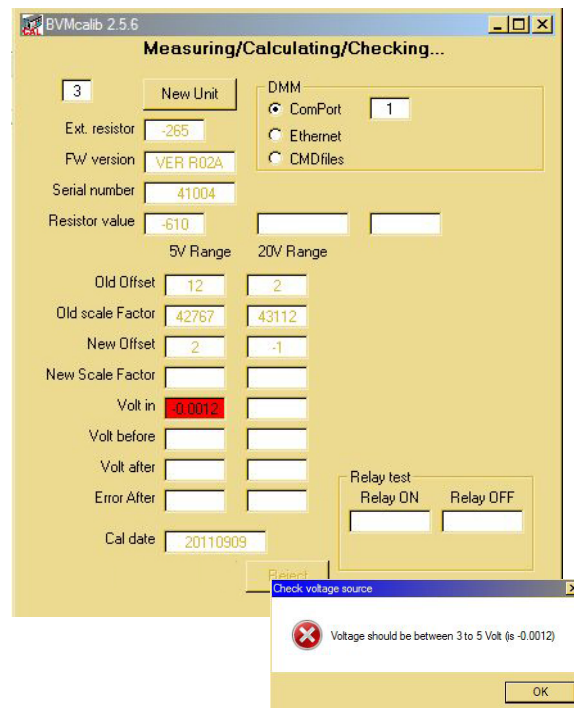 BVMcalib 2.5.6
Measuring/Calculating/Checking...
3 New Unit
DMM
ComPort 1
Ethernet
CMDfiles
Ext. resistor -265
FW version VER R02A
Serial number 41004
Resistor value -610
5V Range 20V Range
Old Offset 12 2
Old scale Factor 42767 43112
New Offset 2 -1
New Scale Factor
Volt in -0.0012
Volt before
Volt after
Error After
Relay test
Relay ON Relay OFF
Cal date 20110909
Reject
Check voltage source
Voltage should be between 3 to 5 Volt (is -0.0012)
OK